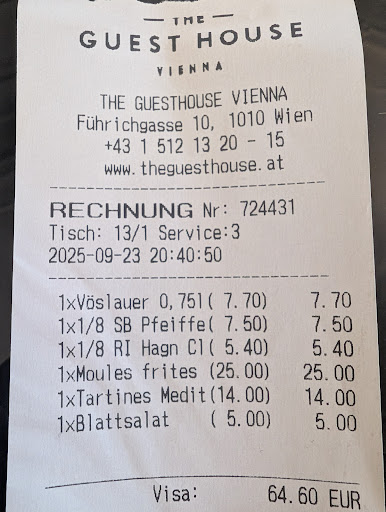 THE
GUEST HOUSE
VIENNA
THE GUESTHOUSE VIENNA
Führichgasse 10, 1010 Wien
+43 1 512 13 20 - 15
www.theguesthouse.at
RECHNUNG Nr: 724431
Tisch: 13/1 Service:3
2025-09-23 20:40:50
1xVöslauer 0,75l( 7.70) 7.70
1x1/8 SB Pfeiffe( 7.50) 7.50
1x1/8 RI Hagn Cl( 5.40) 5.40
1xMoules frites (25.00) 25.00
1xTartines Medit(14.00) 14.00
1xBlattsalat ( 5.00) 5.00
Visa: 64.60 EUR